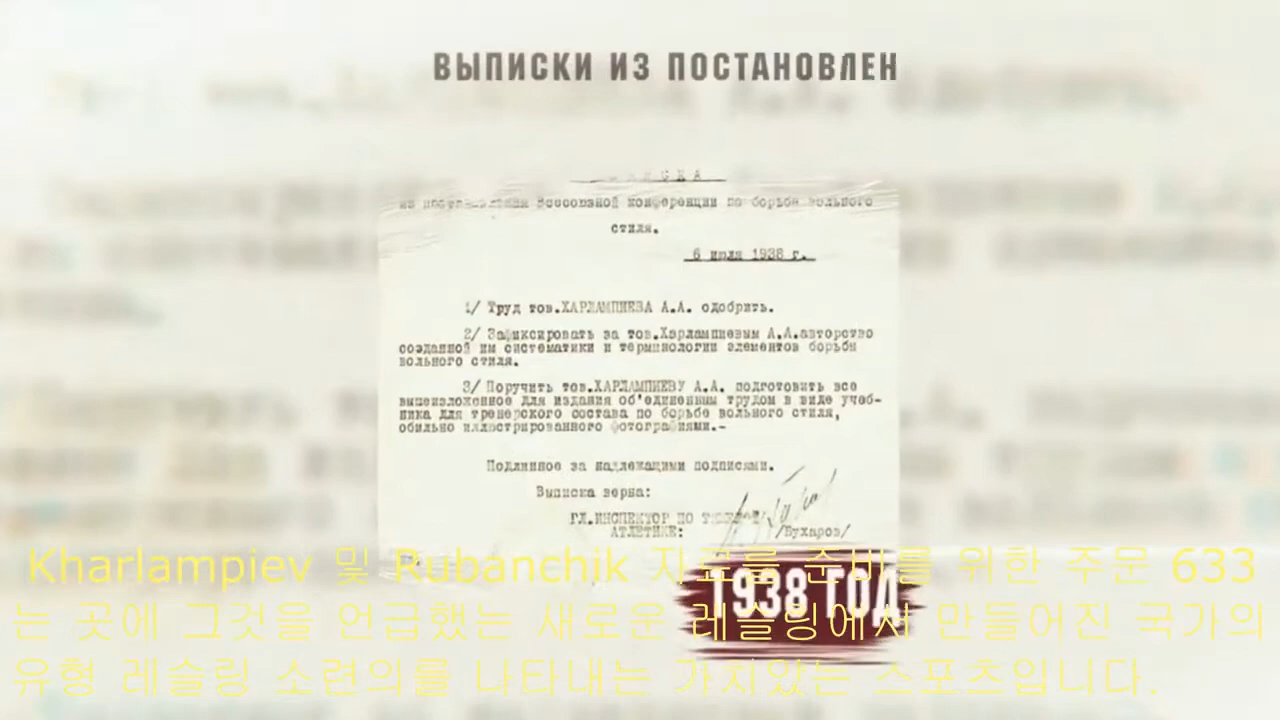 ВЫПИСКИ ИЗ ПОСТАНОВЛЕН
Всесоюзной конференции по борьбе вольного
стиля.
6 июля 1938 г.
1/ Труд тов.ХАРЛАМПИЕВА А.А. одобрить.
2/ Зафиксировать за тов.Харлампиевым А.А.авторство
созданной им систематики и терминологии элементов борьбы
вольного стиля.
3/ Поручить тов.ХАРЛАМПИЕВУ А.А. подготовить все
вышеизложенное для издания об'единенным трудом в виде учеб-
ника для тренерского состава по борьбе вольного стиля,
обильно иллюстрированного фотографиями.-
Подлинное за надлежащими подписями.
Выписка верна:
ГЛ.ИНСПЕКТОР ПО
АТЛЕТИКЕ: /Бухаров/
1938 ГОД
Kharlampiev 및 Rubanchik 자료를 준비를 위한 주문 633
는 곳에 그것을 언급했는 새로운 레슬링에서 만들어진 국가의
유형 레슬링 소련의를 나타내는 가치있는 스포츠입니다.